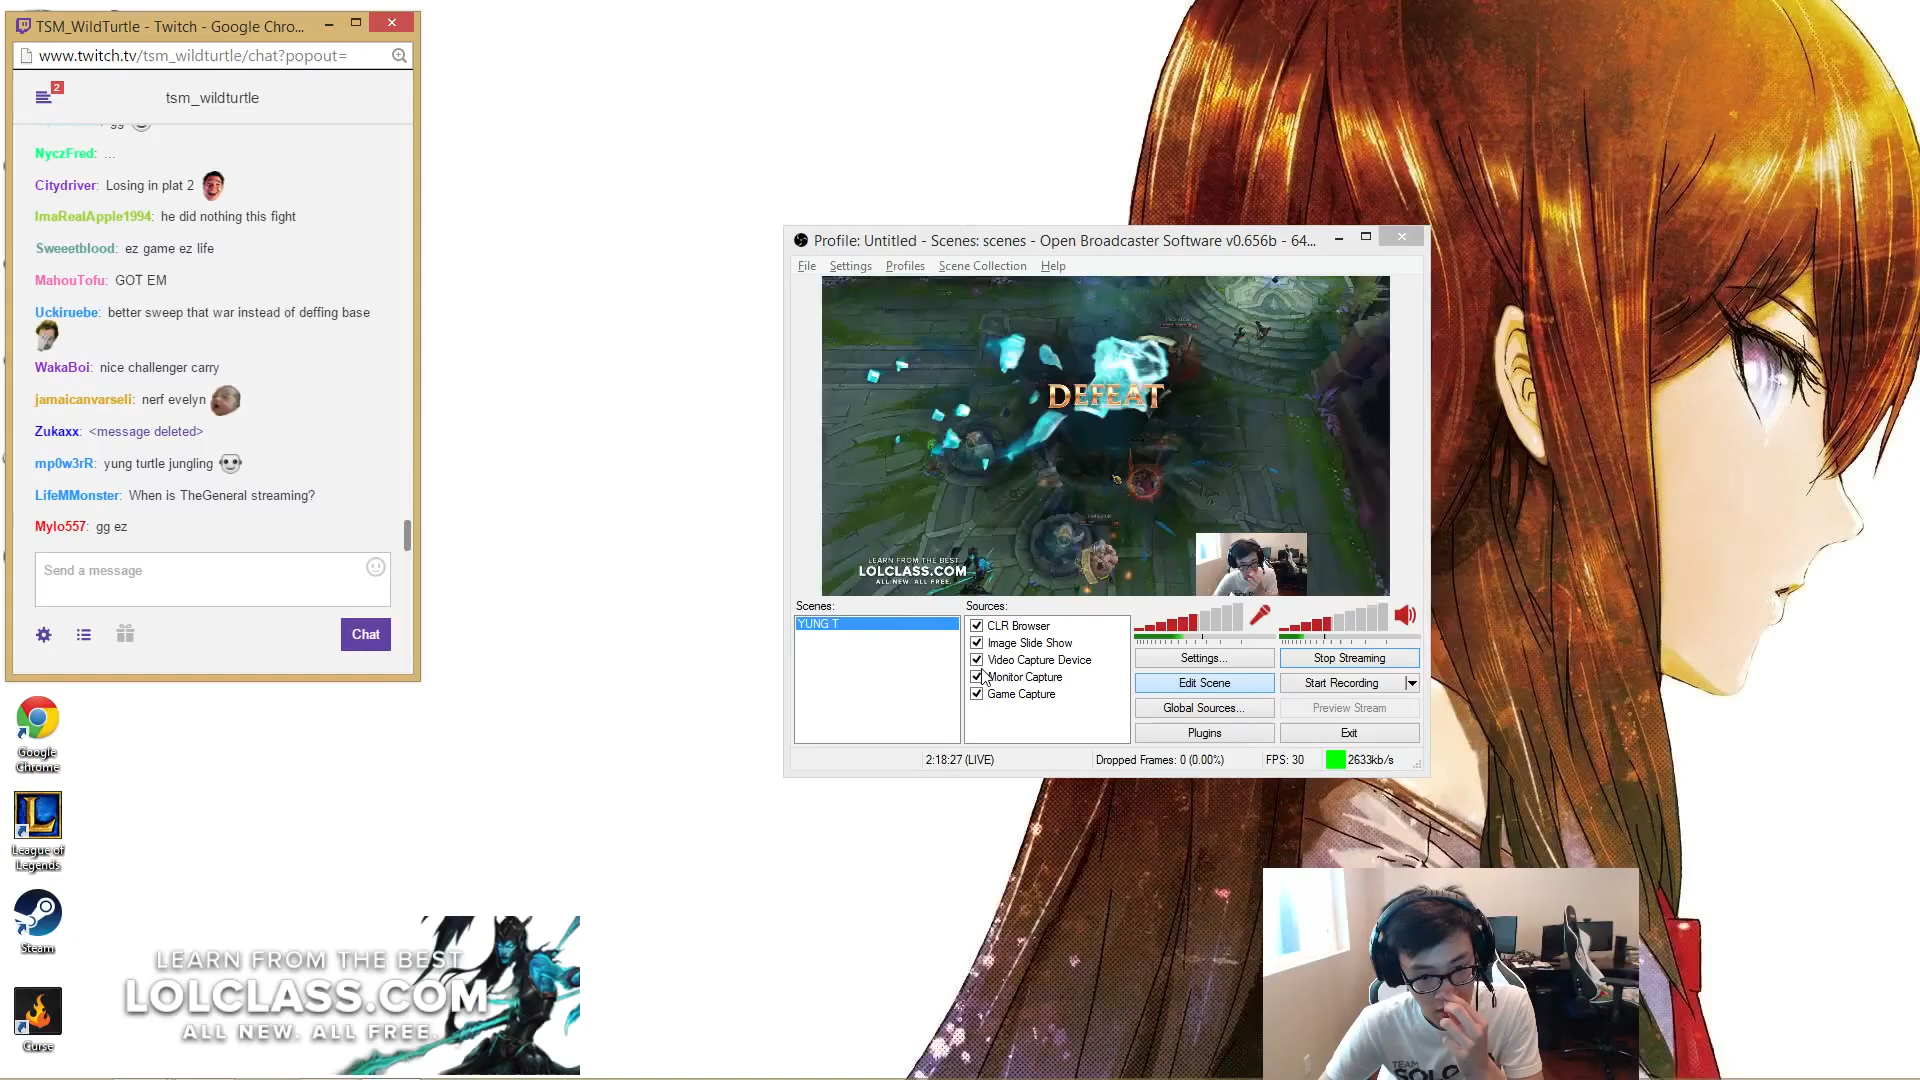 TSM_WildTurtle - Twitch - Google Chro...
www.twitch.tv/tsm_wildturtle/chat?popout=
2
tsm_wildturtle
gg
NyczFred: ...
Citydriver: Losing in plat 2
ImaRealApple1994: he did nothing this fight
Sweeetblood: ez game ez life
MahouTofu: GOT EM
Uckiruebe: better sweep that war instead of deffing base
WakaBoi: nice challenger carry
jamaicanvarseli: nerf evelyn
Zukaxx: <message deleted>
mp0w3rR: yung turtle jungling
LifeMMonster: When is TheGeneral streaming?
Mylo557: gg ez
Send a message
Chat
Google
Chrome
League of
Legends
Steam
Curse
LEARN FROM THE BEST
LOLCLASS.COM
ALL NEW. ALL FREE.
Profile: Untitled - Scenes: scenes - Open Broadcaster Software v0.656b - 64...
File Settings Profiles Scene Collection Help
DEFEAT
LEARN FROM THE BEST
LOLCLASS.COM
ALL NEW. ALL FREE.
Scenes:
YUNG T
Sources:
CLR Browser
Image Slide Show
Video Capture Device
Monitor Capture
Game Capture
Settings...
Stop Streaming
Edit Scene
Start Recording
Global Sources...
Preview Stream
Plugins
Exit
2:18:27 (LIVE)
Dropped Frames: 0 (0.00%)
FPS: 30
2633kb/s
TEAM